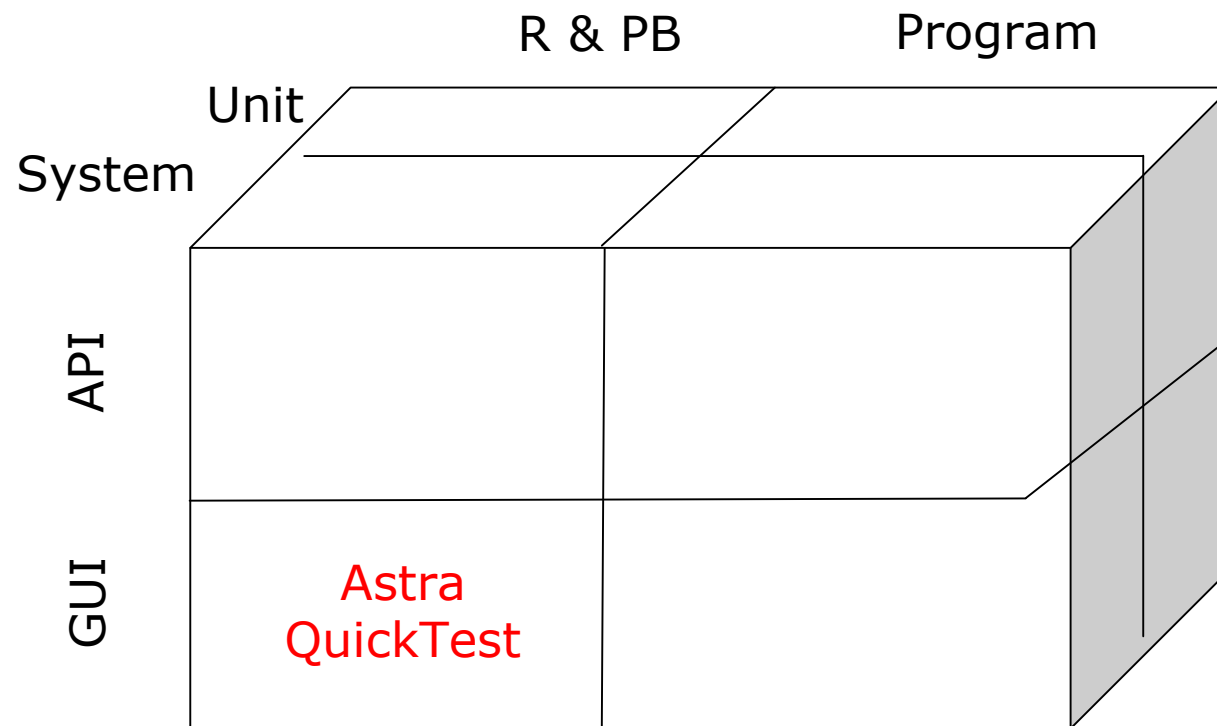 R & PB
Program
Unit
System
API
GUI
Astra
QuickTest